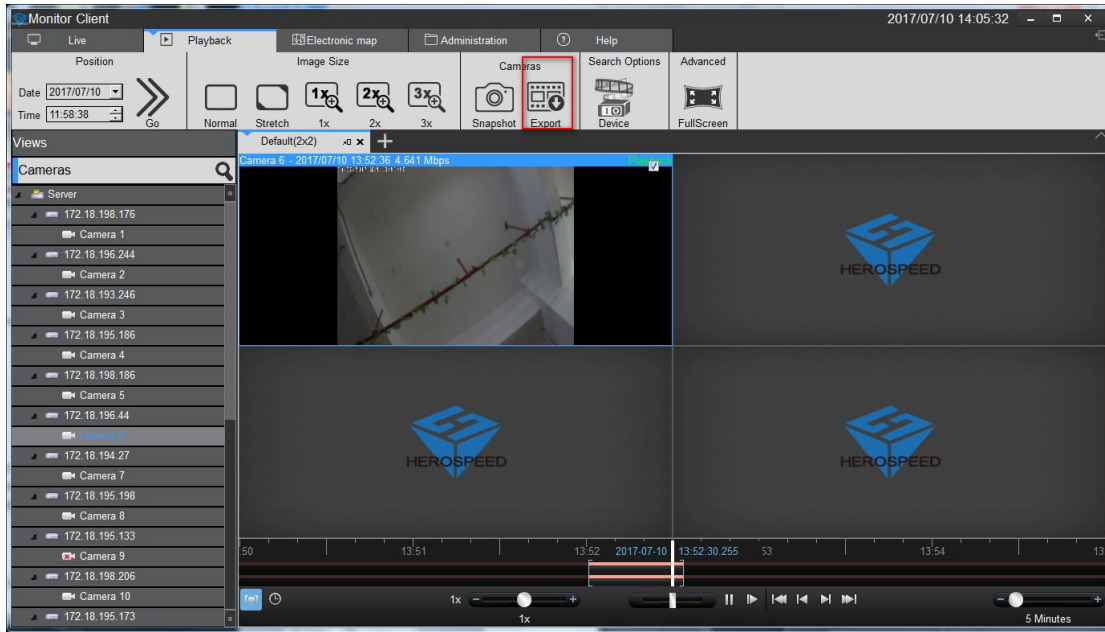 Monitor Client
2017/07/10 14:05:32
Live
Playback
Electronic map
Administration
Help
Position
Image Size
Cameras
Search Options
Advanced
Date 2017/07/10
Time 11:58:38
Go
Normal
Stretch
1x
1x
2x
2x
3x
3x
Snapshot
Export
Device
FullScreen
Views
Default(2x2)
Cameras
Camera 6 - 2017/07/10 13:52:36 4.641 Mbps
Playback
Server
172.18.198.176
Camera 1
172.18.196.244
Camera 2
172.18.193.246
Camera 3
172.18.195.186
Camera 4
172.18.198.186
Camera 5
172.18.196.44
Camera 6
172.18.194.27
Camera 7
172.18.195.198
Camera 8
172.18.195.133
Camera 9
172.18.198.206
Camera 10
172.18.195.173
HEROSPEED
HEROSPEED
HEROSPEED
:50
13:51
13:52
2017-07-10
13:52:30.255
53
13:54
13
1x
1x
5 Minutes